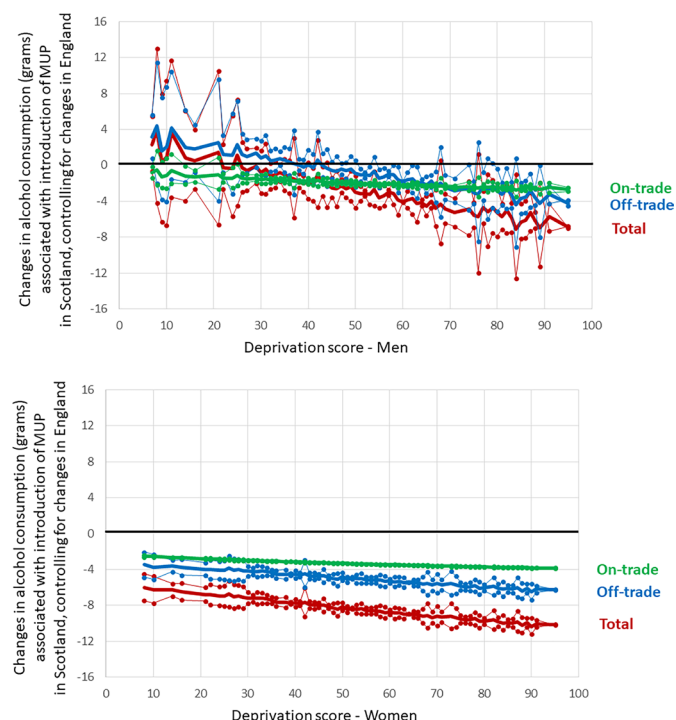 Changes in alcohol consumption (grams)
associated with introduction of MUP
in Scotland, controlling for changes in England
16
12
8
4
0
-4
-8
-12
-16
On-trade
Off-trade
Total
0 10 20 30 40 50 60 70 80 90 100
Deprivation score - Men
Changes in alcohol consumption (grams)
associated with introduction of MUP
in Scotland, controlling for changes in England
16
12
8
4
0
-4
-8
-12
-16
On-trade
Off-trade
Total
0 10 20 30 40 50 60 70 80 90 100
Deprivation score - Women